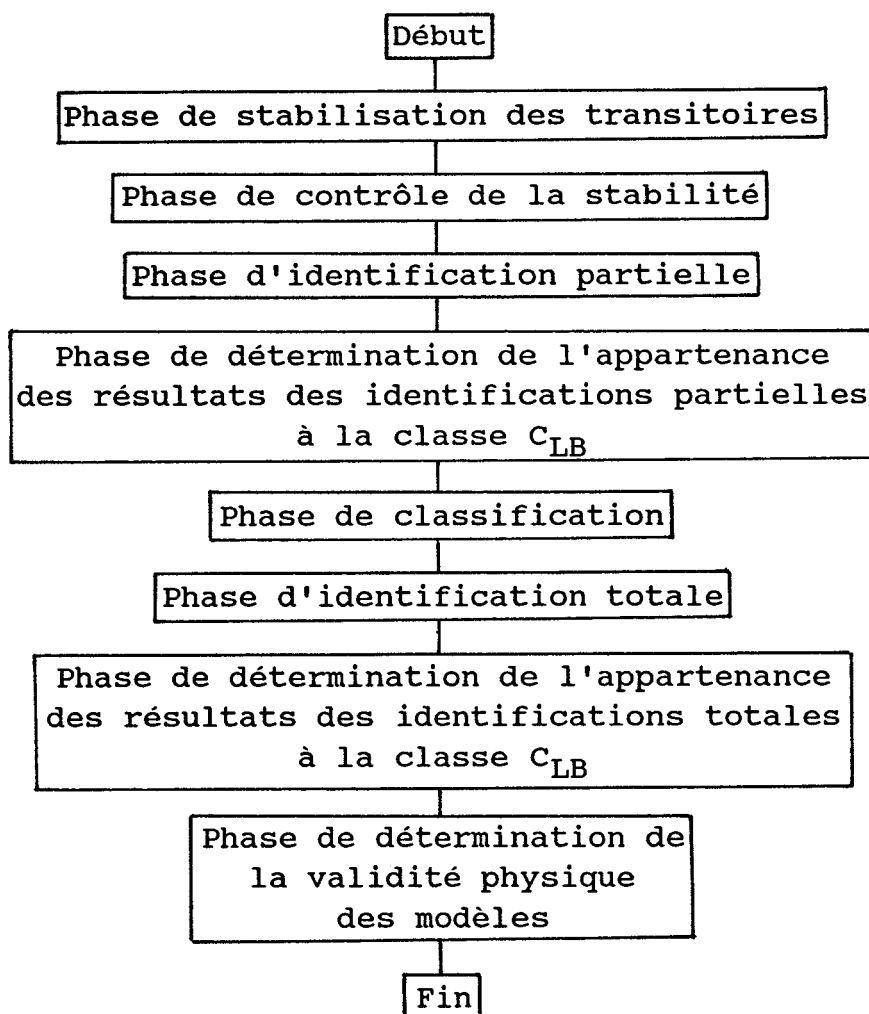 Début
Phase de stabilisation des transitoires
Phase de contrôle de la stabilité
Phase d'identification partielle
Phase de détermination de l'appartenance
des résultats des identifications partielles
à la classe C_LB
Phase de classification
Phase d'identification totale
Phase de détermination de l'appartenance
des résultats des identifications totales
à la classe C_LB
Phase de détermination de
la validité physique
des modèles
Fin